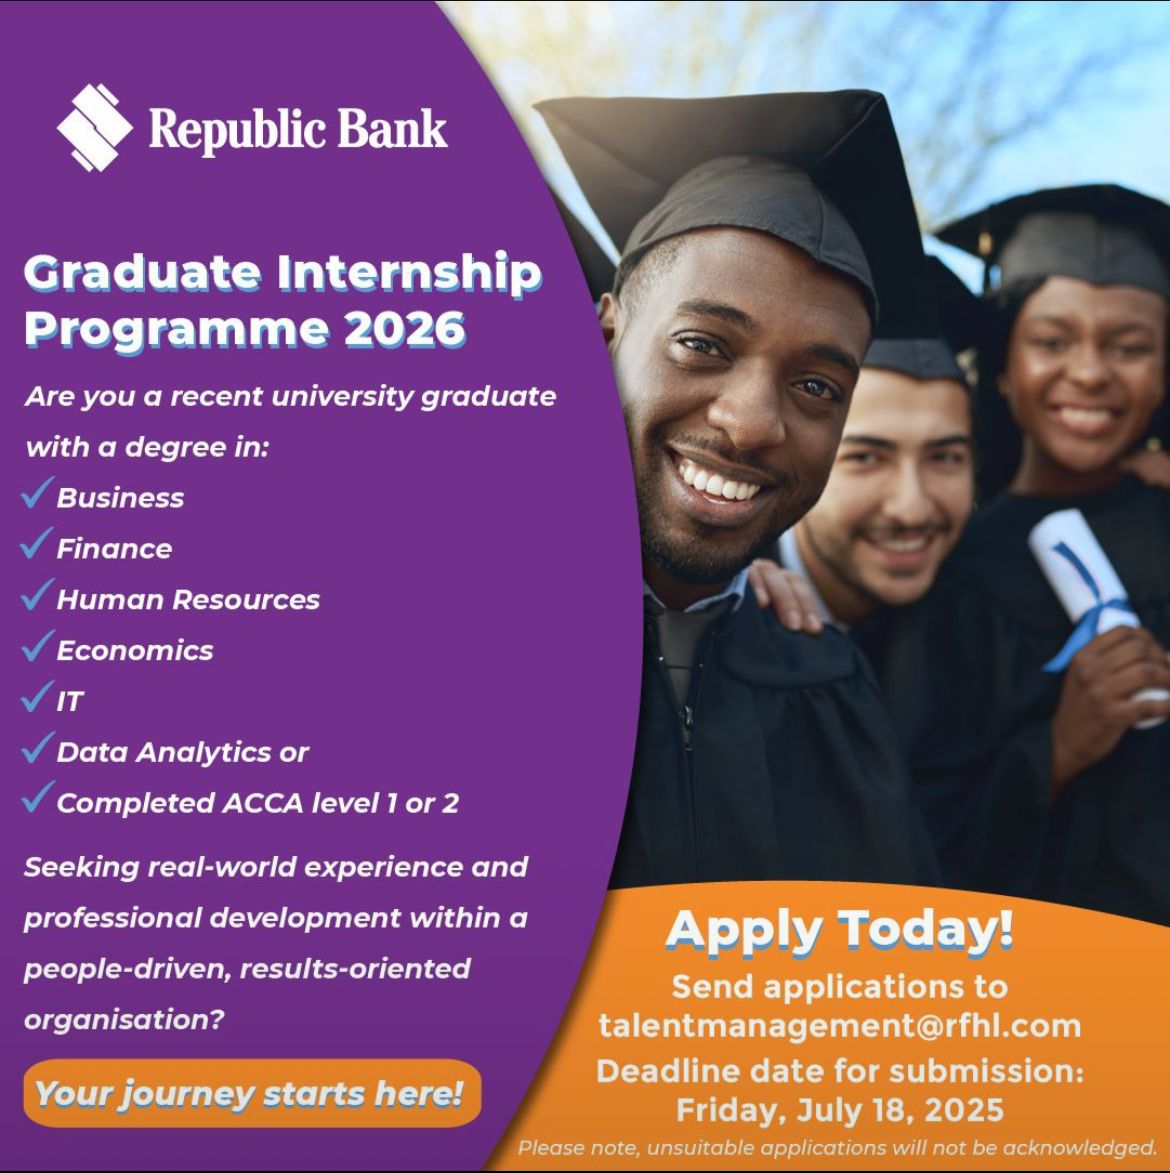 Republic Bank
Graduate Internship
Programme 2026
Are you a recent university graduate
with a degree in:
Business
Finance
Human Resources
Economics
IT
Data Analytics or
Completed ACCA level 1 or 2
Seeking real-world experience and
professional development within a
people-driven, results-oriented
organisation?
Your journey starts here!
Apply Today!
Send applications to
talentmanagement@rfhl.com
Deadline date for submission:
Friday, July 18, 2025
Please note, unsuitable applications will not be acknowledged.